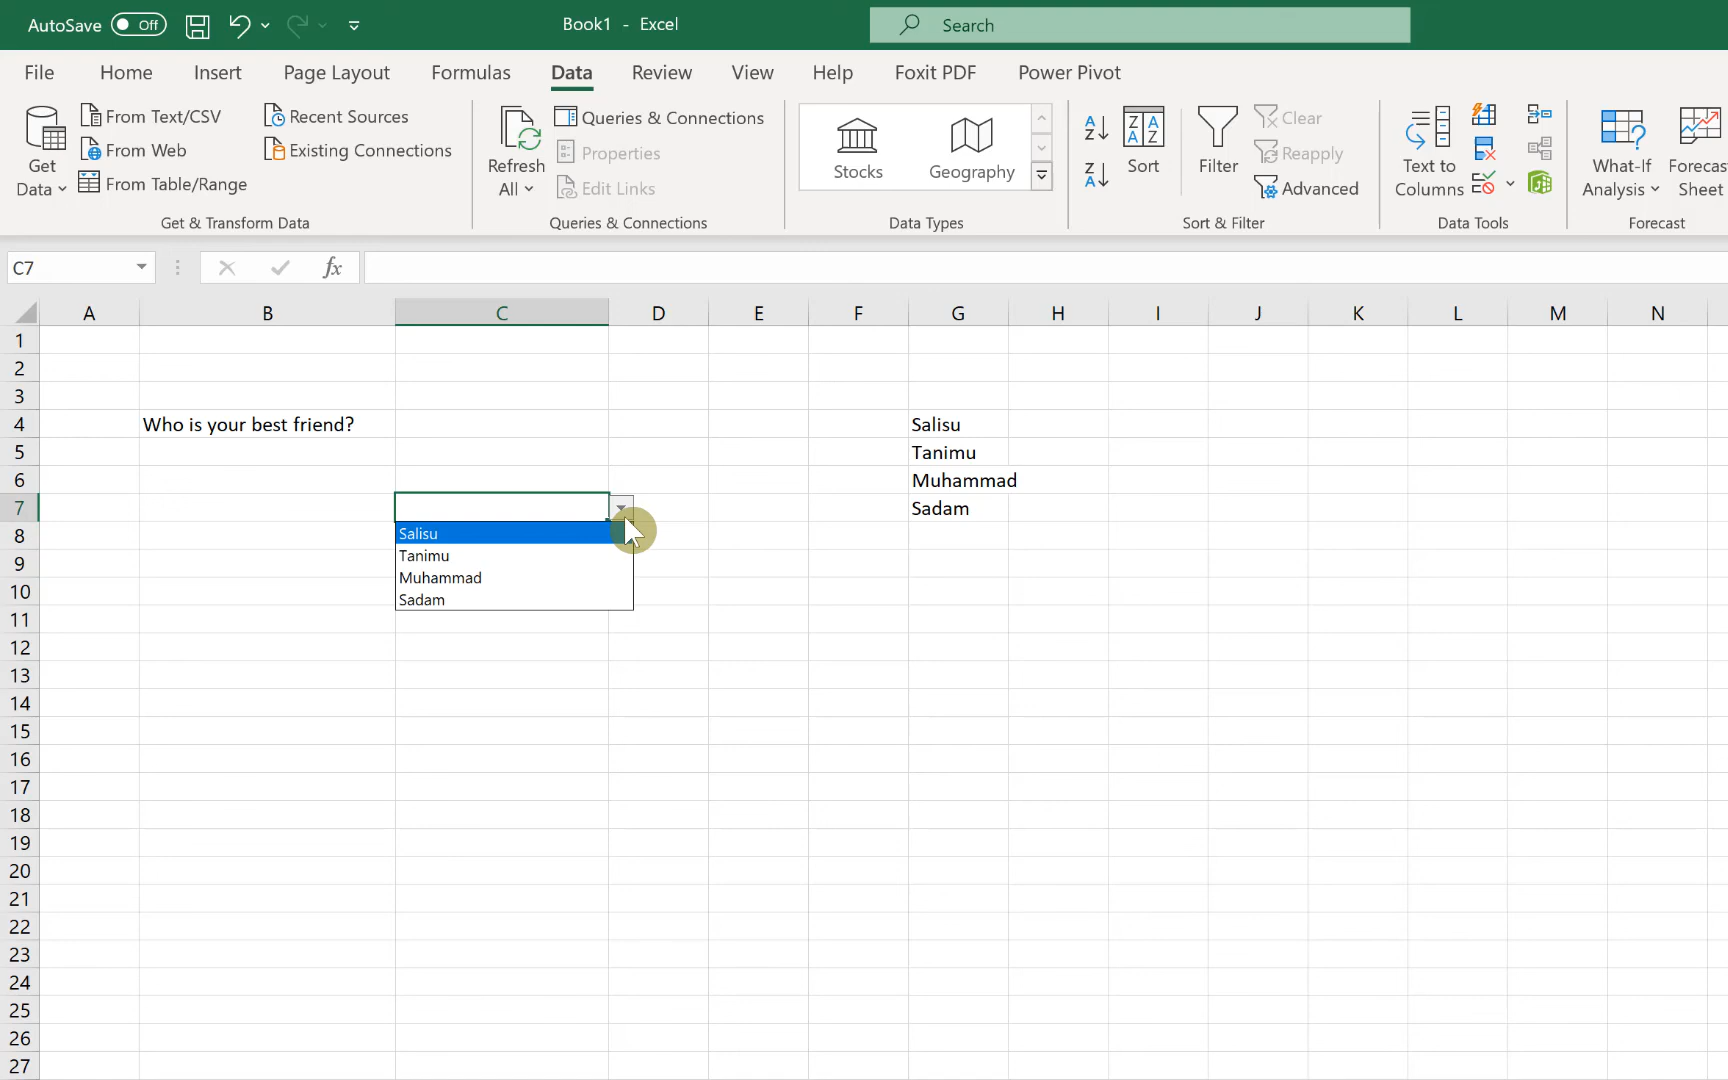 AutoSave Off Book1 - Excel Search
File Home Insert Page Layout Formulas Data Review View Help Foxit PDF Power Pivot
Get Data
From Text/CSV
From Web
From Table/Range
Recent Sources
Existing Connections
Get & Transform Data
Refresh All
Queries & Connections
Properties
Edit Links
Queries & Connections
Stocks
Geography
Data Types
Sort
Filter
Clear
Reapply
Advanced
Sort & Filter
Text to Columns
Data Tools
What-If Analysis
Forecas
Sheet
Forecast
C7 fx
A B C D E F G H I J K L M N
1
2
3
4 Who is your best friend? Salisu
5 Tanimu
6 Muhammad
7 Sadam
8 Salisu
9 Tanimu
10 Muhammad
Sadam
11
12
13
14
15
16
17
18
19
20
21
22
23
24
25
26
27